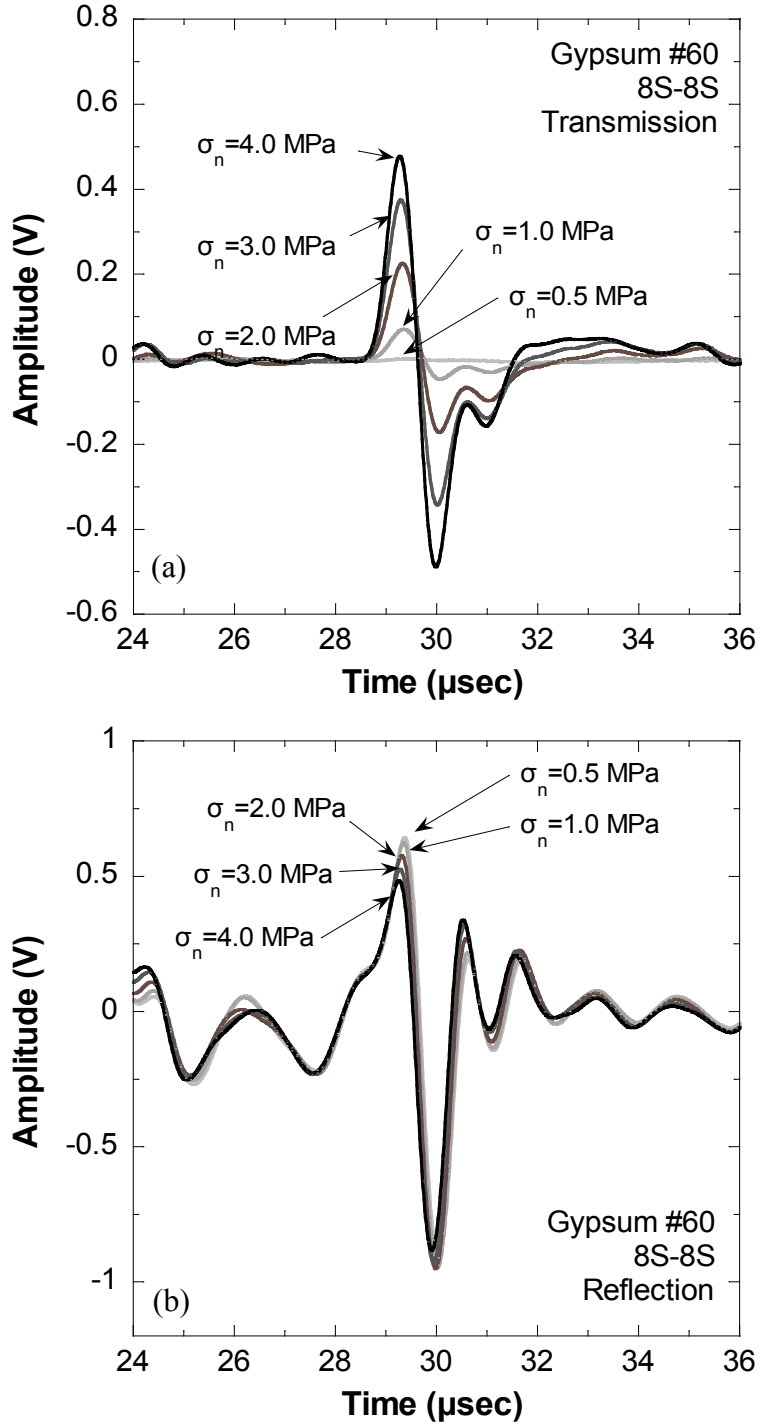 0.8
Gypsum #60
8S-8S
Transmission
0.6
σn=4.0 MPa
0.4
σn=3.0 MPa
σn=1.0 MPa
0.2
σn=0.5 MPa
σn=2.0 MPa
0
-0.2
-0.4
(a)
-0.6
24 26 28 30 32 34 36
Amplitude (V)
Time (μsec)
1
σn=0.5 MPa
σn=2.0 MPa
σn=1.0 MPa
0.5
σn=3.0 MPa
σn=4.0 MPa
0
-0.5
Gypsum #60
8S-8S
Reflection
-1
(b)
24 26 28 30 32 34 36
Amplitude (V)
Time (μsec)